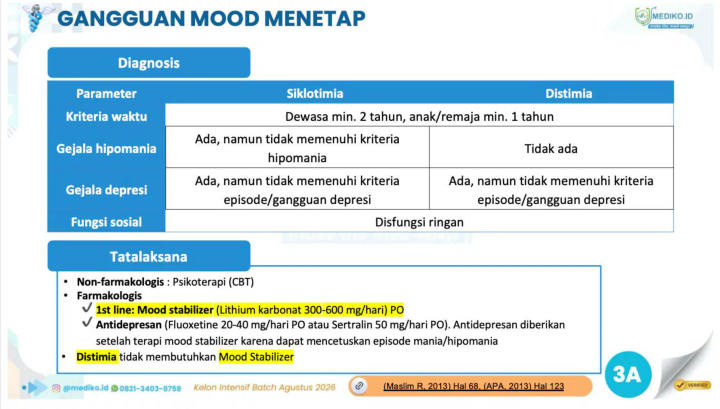 GANGGUAN MOOD MENETAP
MEDIKO.ID
Diagnosis
Parameter Siklotimia Distimia
Kriteria waktu Dewasa min. 2 tahun, anak/remaja min. 1 tahun
Gejala hipomania Ada, namun tidak memenuhi kriteria
hipomania Tidak ada
Gejala depresi Ada, namun tidak memenuhi kriteria
episode/gangguan depresi Ada, namun tidak memenuhi kriteria
episode/gangguan depresi
Fungsi sosial Disfungsi ringan
Tatalaksana
• Non-farmakologis : Psikoterapi (CBT)
• Farmakologis
✓ 1st line: Mood stabilizer (Lithium karbonat 300-600 mg/hari) PO
✓ Antidepresan (Fluoxetine 20-40 mg/hari PO atau Sertralin 50 mg/hari PO). Antidepresan diberikan
setelah terapi mood stabilizer karena dapat mencetuskan episode mania/hipomania
• Distimia tidak membutuhkan Mood Stabilizer
3A
@mediko.id 0831-3403-8758 Kelon Intensif Batch Agustus 2026 (Maslim R, 2013) Hal 68, (APA, 2013) Hal 123
VERIFIED